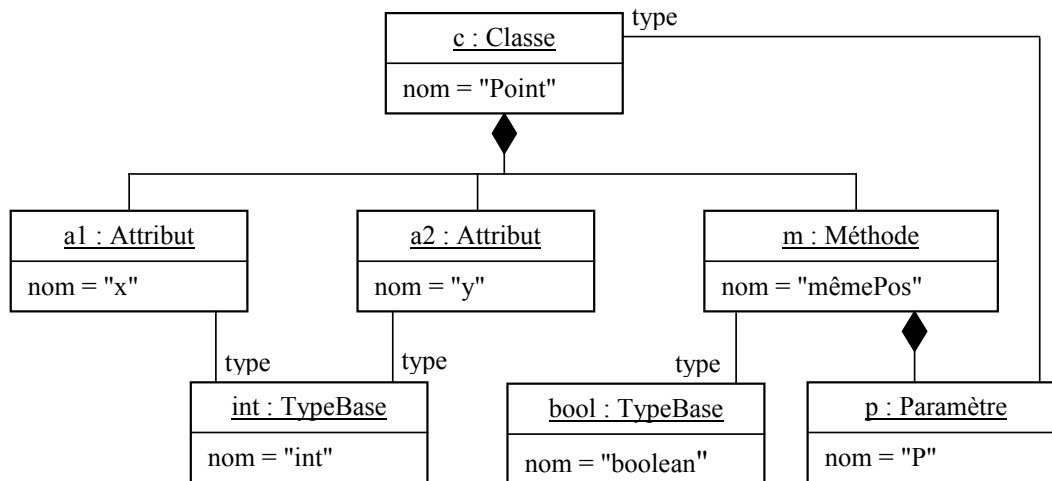 type
c : Classe
nom = "Point"
a1 : Attribut
nom = "x"
a2 : Attribut
nom = "y"
m : Méthode
nom = "mêmePos"
type
type
type
int : TypeBase
nom = "int"
bool : TypeBase
nom = "boolean"
p : Paramètre
nom = "P"